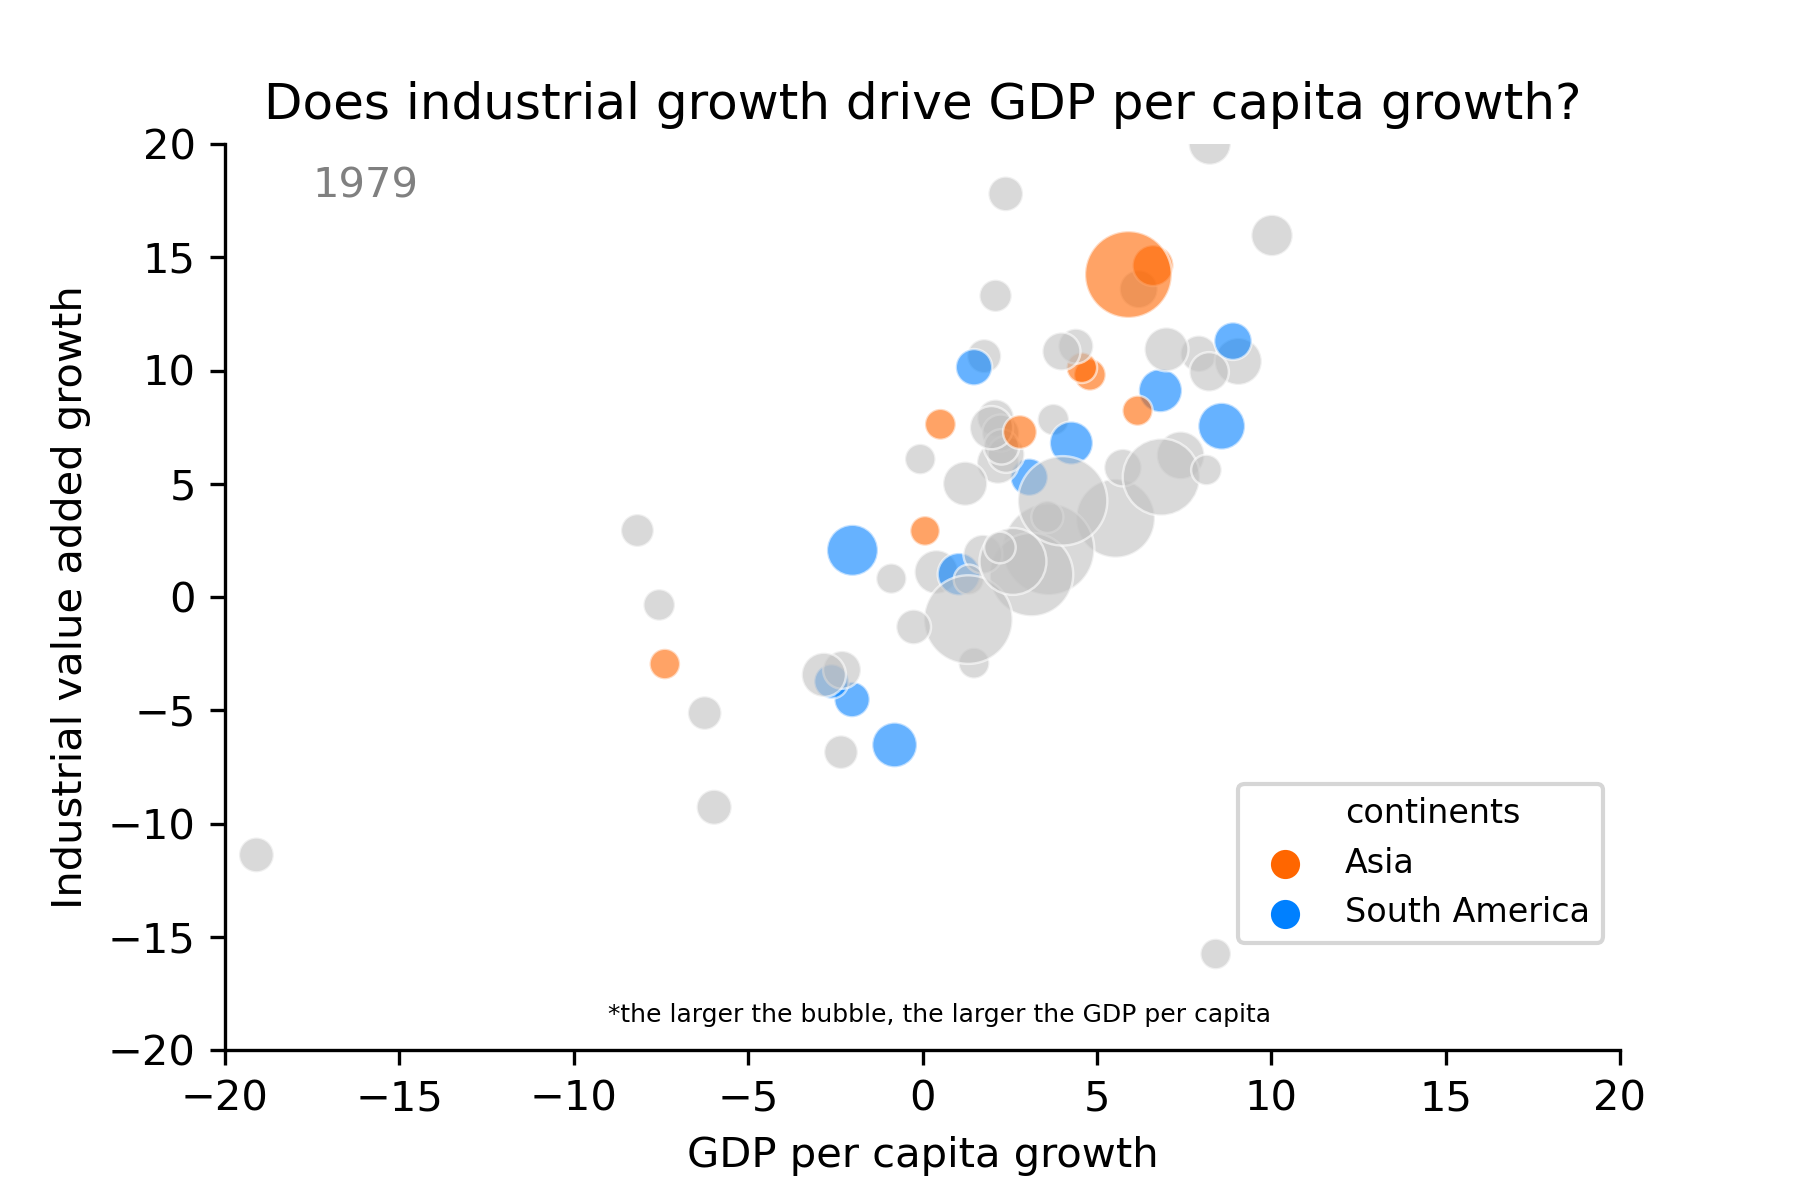 Does industrial growth drive GDP per capita growth?
1979
Industrial value added growth
20
15
10
5
0
−5
−10
−15
−20
continents
Asia
South America
*the larger the bubble, the larger the GDP per capita
−20 −15 −10 −5 0 5 10 15 20
GDP per capita growth